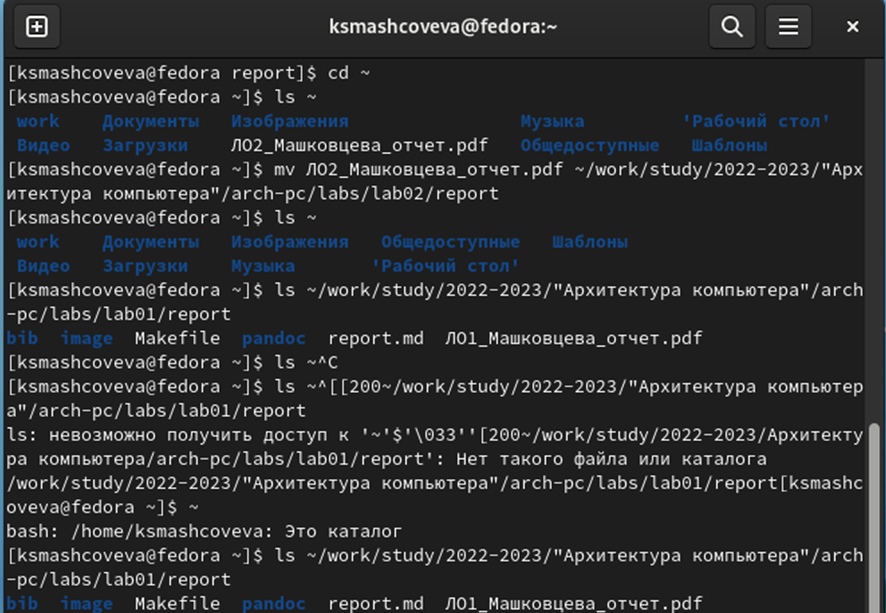 ksmashcoveva@fedora:~
[ksmashcoveva@fedora report]$ cd ~
[ksmashcoveva@fedora ~]$ ls ~
work Документы Изображения Музыка 'Рабочий стол'
Видео Загрузки ЛО2_Машковцева_отчет.pdf Общедоступные Шаблоны
[ksmashcoveva@fedora ~]$ mv ЛО2_Машковцева_отчет.pdf ~/work/study/2022-2023/"Арх
итектура компьютера"/arch-pc/labs/lab02/report
[ksmashcoveva@fedora ~]$ ls ~
work Документы Изображения Общедоступные Шаблоны
Видео Загрузки Музыка 'Рабочий стол'
[ksmashcoveva@fedora ~]$ ls ~/work/study/2022-2023/"Архитектура компьютера"/arch
-pc/labs/lab01/report
bib image Makefile pandoc report.md ЛО1_Машковцева_отчет.pdf
[ksmashcoveva@fedora ~]$ ls ~^C
[ksmashcoveva@fedora ~]$ ls ~^[[200~/work/study/2022-2023/"Архитектура компьютер
а"/arch-pc/labs/lab01/report
ls: невозможно получить доступ к '~'$'\033''[200~/work/study/2022-2023/Архитекту
ра компьютера/arch-pc/labs/lab01/report': Нет такого файла или каталога
/work/study/2022-2023/"Архитектура компьютера"/arch-pc/labs/lab01/report[ksmashc
oveva@fedora ~]$ ~
bash: /home/ksmashcoveva: Это каталог
[ksmashcoveva@fedora ~]$ ls ~/work/study/2022-2023/"Архитектура компьютера"/arch
-pc/labs/lab01/report
bib image Makefile pandoc report.md ЛО1_Машковцева_отчет.pdf